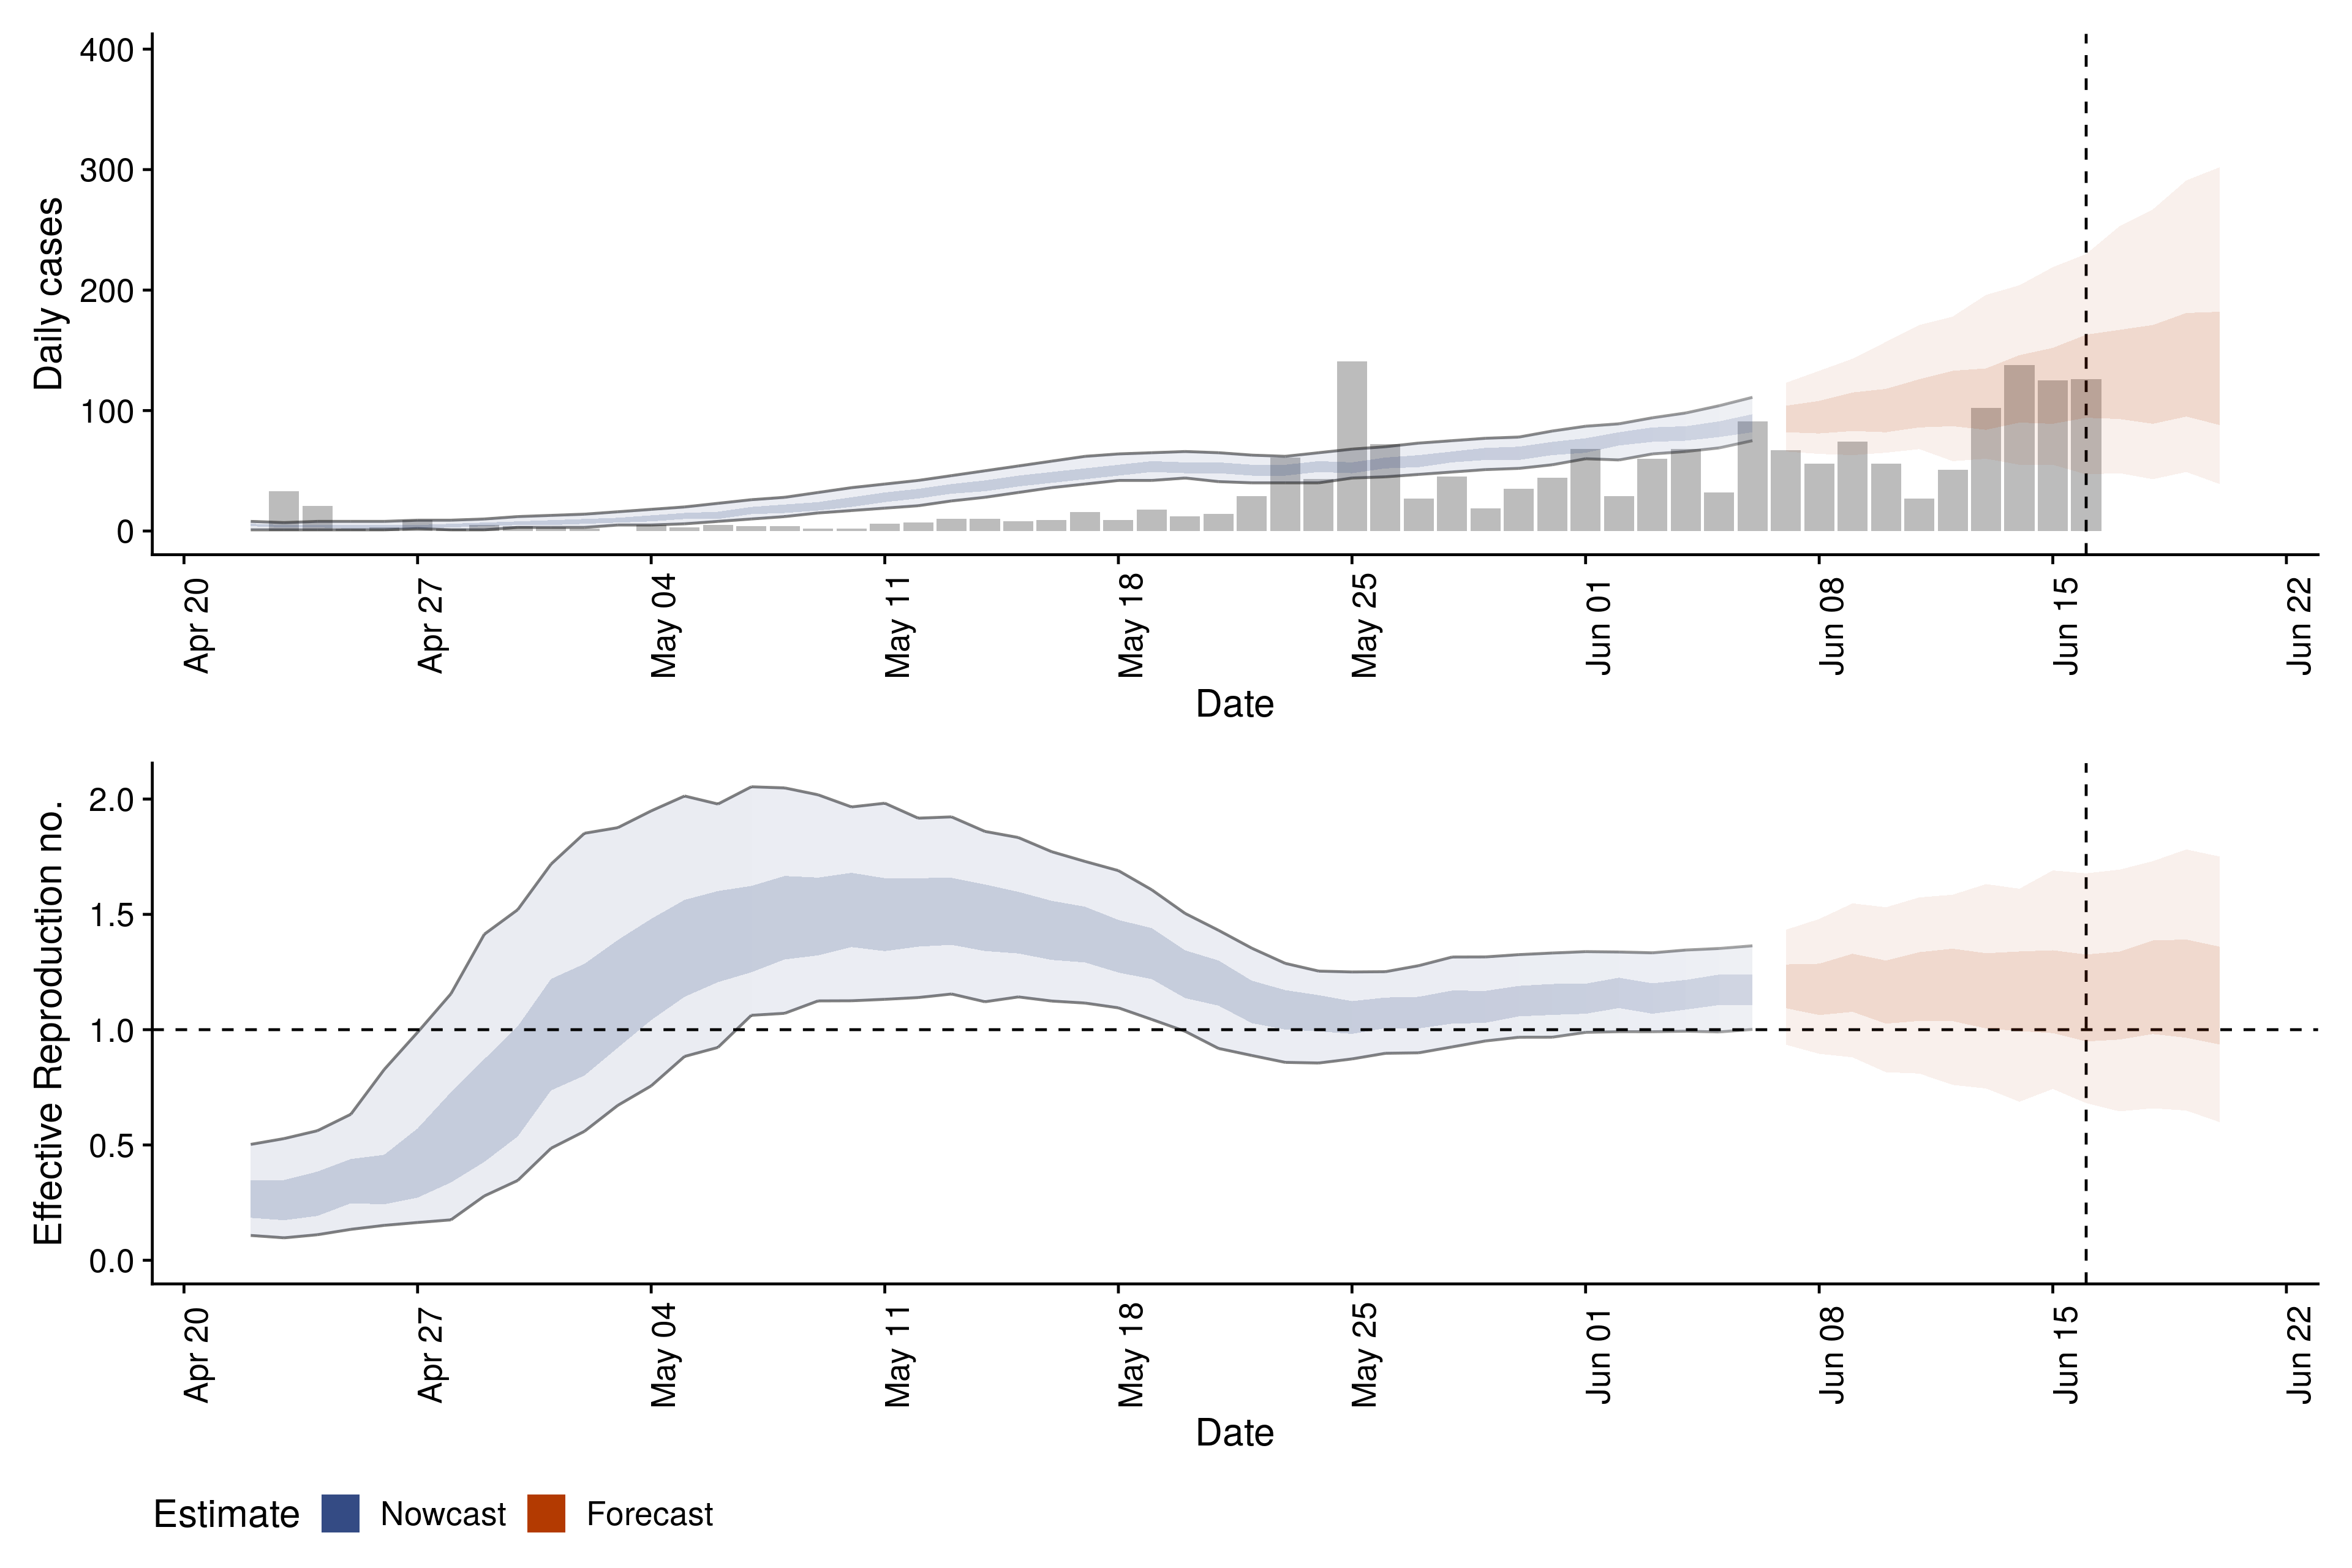 400
300
200
100
0
Daily cases
Apr 20
Apr 27
May 04
May 11
May 18
May 25
Jun 01
Jun 08
Jun 15
Jun 22
Date
2.0
1.5
1.0
0.5
0.0
Effective Reproduction no.
Apr 20
Apr 27
May 04
May 11
May 18
May 25
Jun 01
Jun 08
Jun 15
Jun 22
Date
Estimate Nowcast Forecast